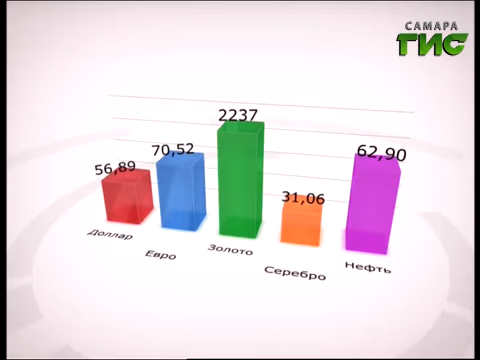 САМАРА
ГИС
56,89
70,52
2237
31,06
62,90
Доллар
Евро
Золото
Серебро
Нефть